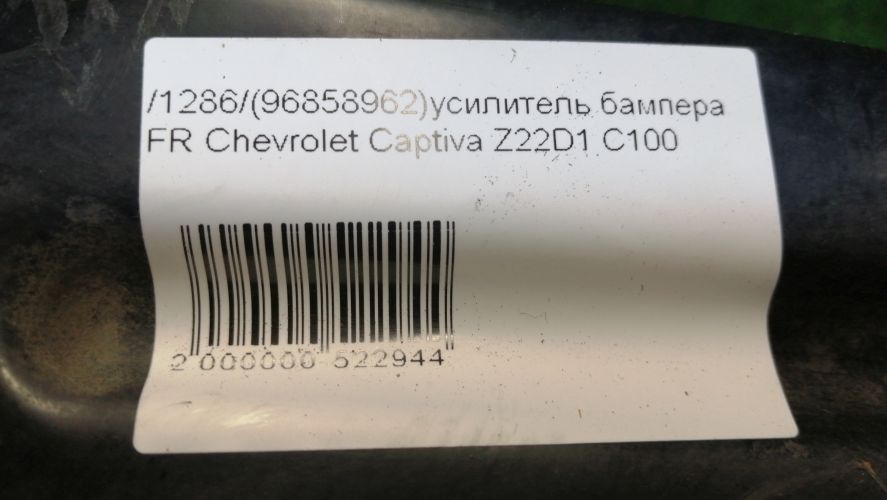 /1286/(96858962)усилитель бампера
FR Chevrolet Captiva Z22D1 C100
2 000000 522944